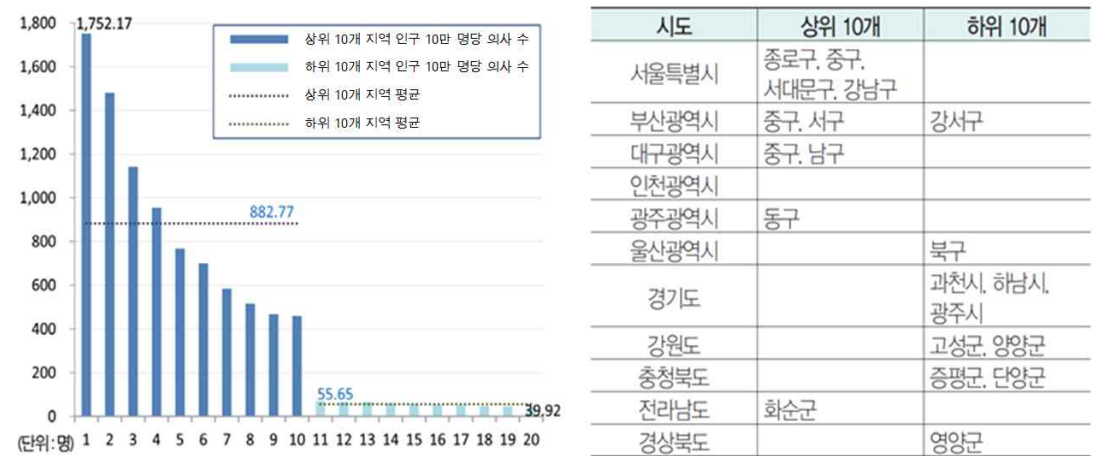 1,800
1,752.17
1,600
1,400
1,200
1,000
800
600
400
200
0
상위 10개 지역 인구 10만 명당 의사 수
하위 10개 지역 인구 10만 명당 의사 수
상위 10개 지역 평균
하위 10개 지역 평균
882.77
55.65
39.92
(단위:명) 1 2 3 4 5 6 7 8 9 10 11 12 13 14 15 16 17 18 19 20
시도 상위 10개 하위 10개
서울특별시 종로구, 중구,
서대문구, 강남구
부산광역시 중구, 서구 강서구
대구광역시 중구, 남구
인천광역시
광주광역시 동구
울산광역시 북구
경기도 과천시, 하남시,
광주시
강원도 고성군, 양양군
충청북도 증평군, 단양군
전라남도 화순군
경상북도 영양군